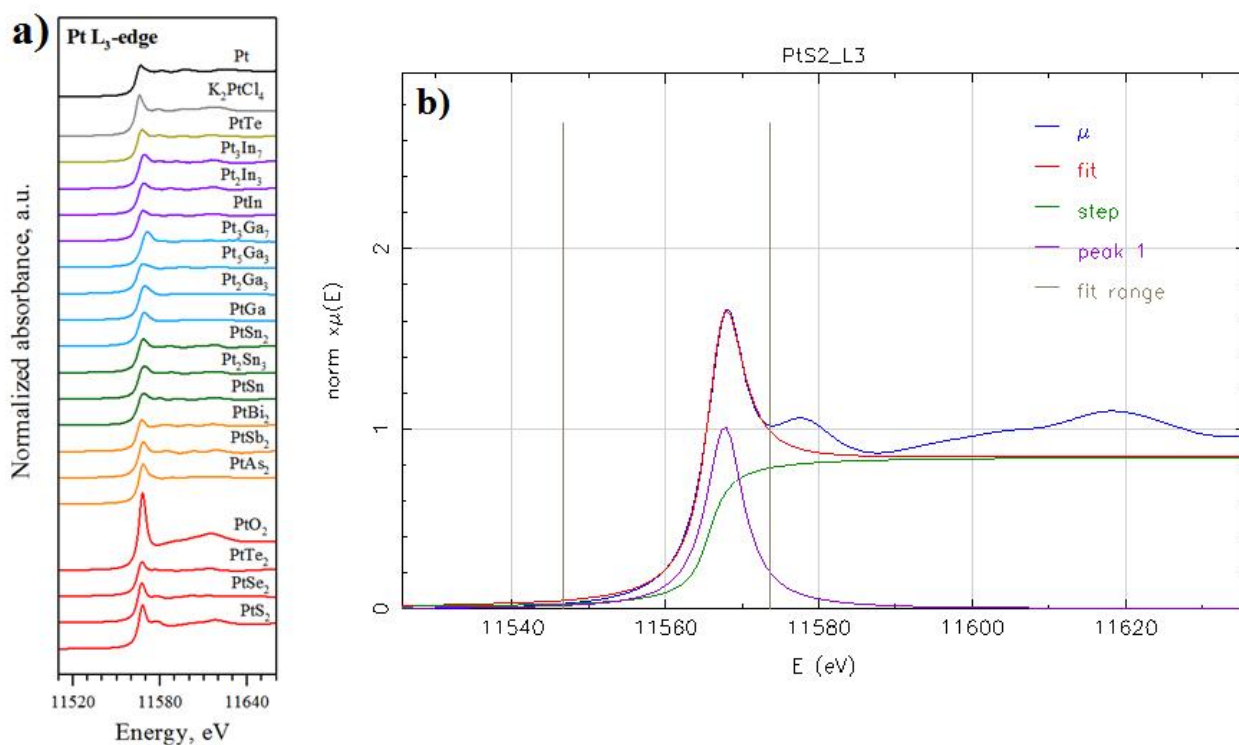 a)
Pt L₃-edge
Pt
K₂PtCl₄
PtTe
Pt₃In₇
Pt₂In₃
PtIn
Pt₃Ga₇
Pt₅Ga₃
Pt₂Ga₃
PtGa
PtSn₂
Pt₂Sn₃
PtSn
PtBi₂
PtSb₂
PtAs₂
PtO₂
PtTe₂
PtSe₂
PtS₂
Normalized absorbance, a.u.
11520 11580 11640
Energy, eV
PtS2_L3
b)
μ
fit
step
peak 1
fit range
2
1
0
norm xμ(E)
11540 11560 11580 11600 11620
E (eV)